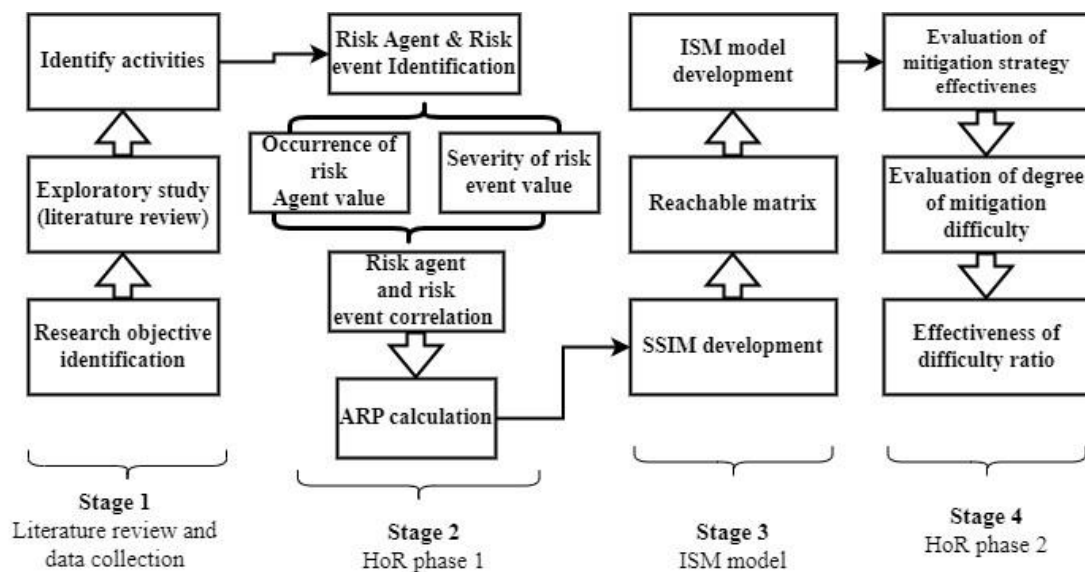 Identify activities
Exploratory study
(literature review)
Research objective
identification
Stage 1
Literature review and
data collection
Risk Agent & Risk
event Identification
Occurrence of
risk
Agent value
Severity of risk
event value
Risk agent
and risk
event correlation
ARP calculation
Stage 2
HoR phase 1
ISM model
development
Reachable matrix
SSIM development
Stage 3
ISM model
Evaluation of
mitigation strategy
effectivenes
Evaluation of degree
of mitigation
difficulty
Effectiveness of
difficulty ratio
Stage 4
HoR phase 2